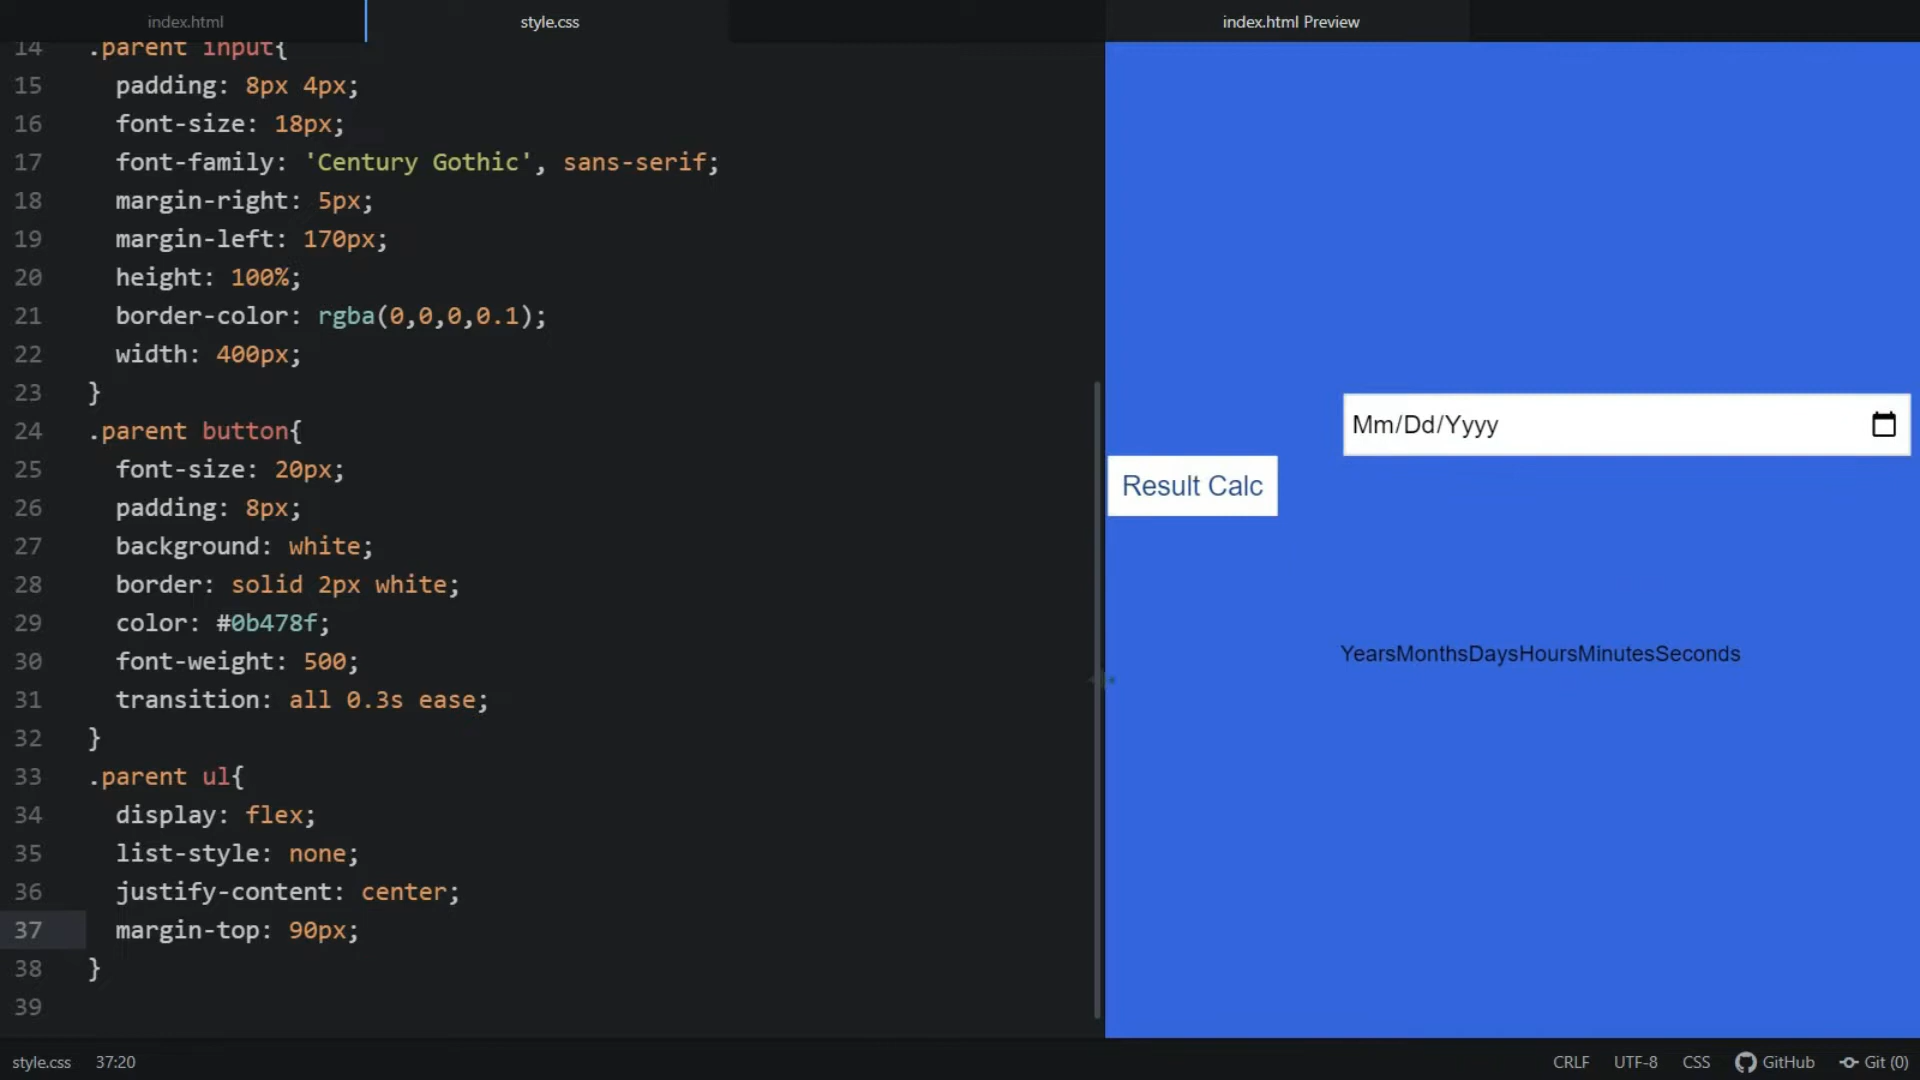 index.html
style.css
index.html Preview
14 .parent input{
15 padding: 8px 4px;
16 font-size: 18px;
17 font-family: 'Century Gothic', sans-serif;
18 margin-right: 5px;
19 margin-left: 170px;
20 height: 100%;
21 border-color: rgba(0,0,0,0.1);
22 width: 400px;
23 }
24 .parent button{
25 font-size: 20px;
26 padding: 8px;
27 background: white;
28 border: solid 2px white;
29 color: #0b478f;
30 font-weight: 500;
31 transition: all 0.3s ease;
32 }
33 .parent ul{
34 display: flex;
35 list-style: none;
36 justify-content: center;
37 margin-top: 90px;
38 }
39
Mm/Dd/Yyyy
Result Calc
YearsMonthsDaysHoursMinutesSeconds
style.css 37:20
CRLF UTF-8 CSS GitHub Git (0)